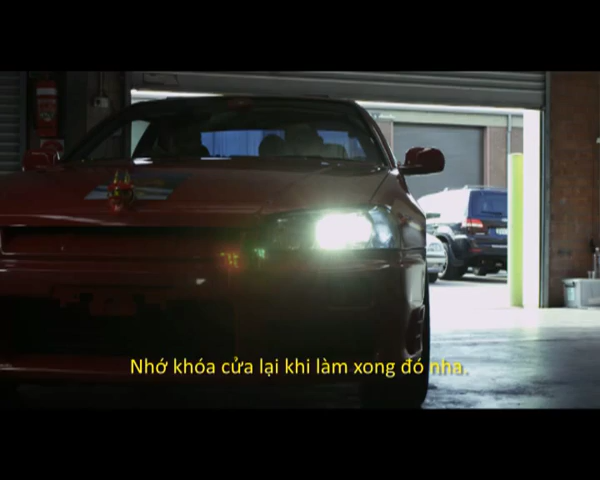 Nhớ khóa cửa lại khi làm xong đó nha.